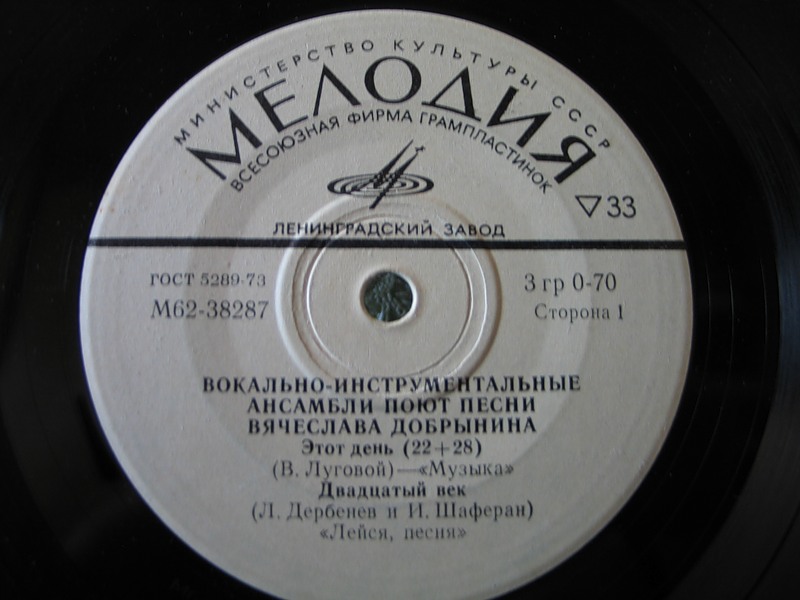 МИНИСТЕРСТВО КУЛЬТУРЫ СССР
МЕЛОДИЯ
ВСЕСОЮЗНАЯ ФИРМА ГРАМПЛАСТИНОК
▽33
ЛЕНИНГРАДСКИЙ ЗАВОД
ГОСТ 5289-73
3 гр 0-70
М62-38287
Сторона 1
ВОКАЛЬНО-ИНСТРУМЕНТАЛЬНЫЕ
АНСАМБЛИ ПОЮТ ПЕСНИ
ВЯЧЕСЛАВА ДОБРЫНИНА
Этот день (22+28)
(В. Луговой)—«Музыка»
Двадцатый век
(Л. Дербенев и И. Шаферан)
«Лейся, песня»